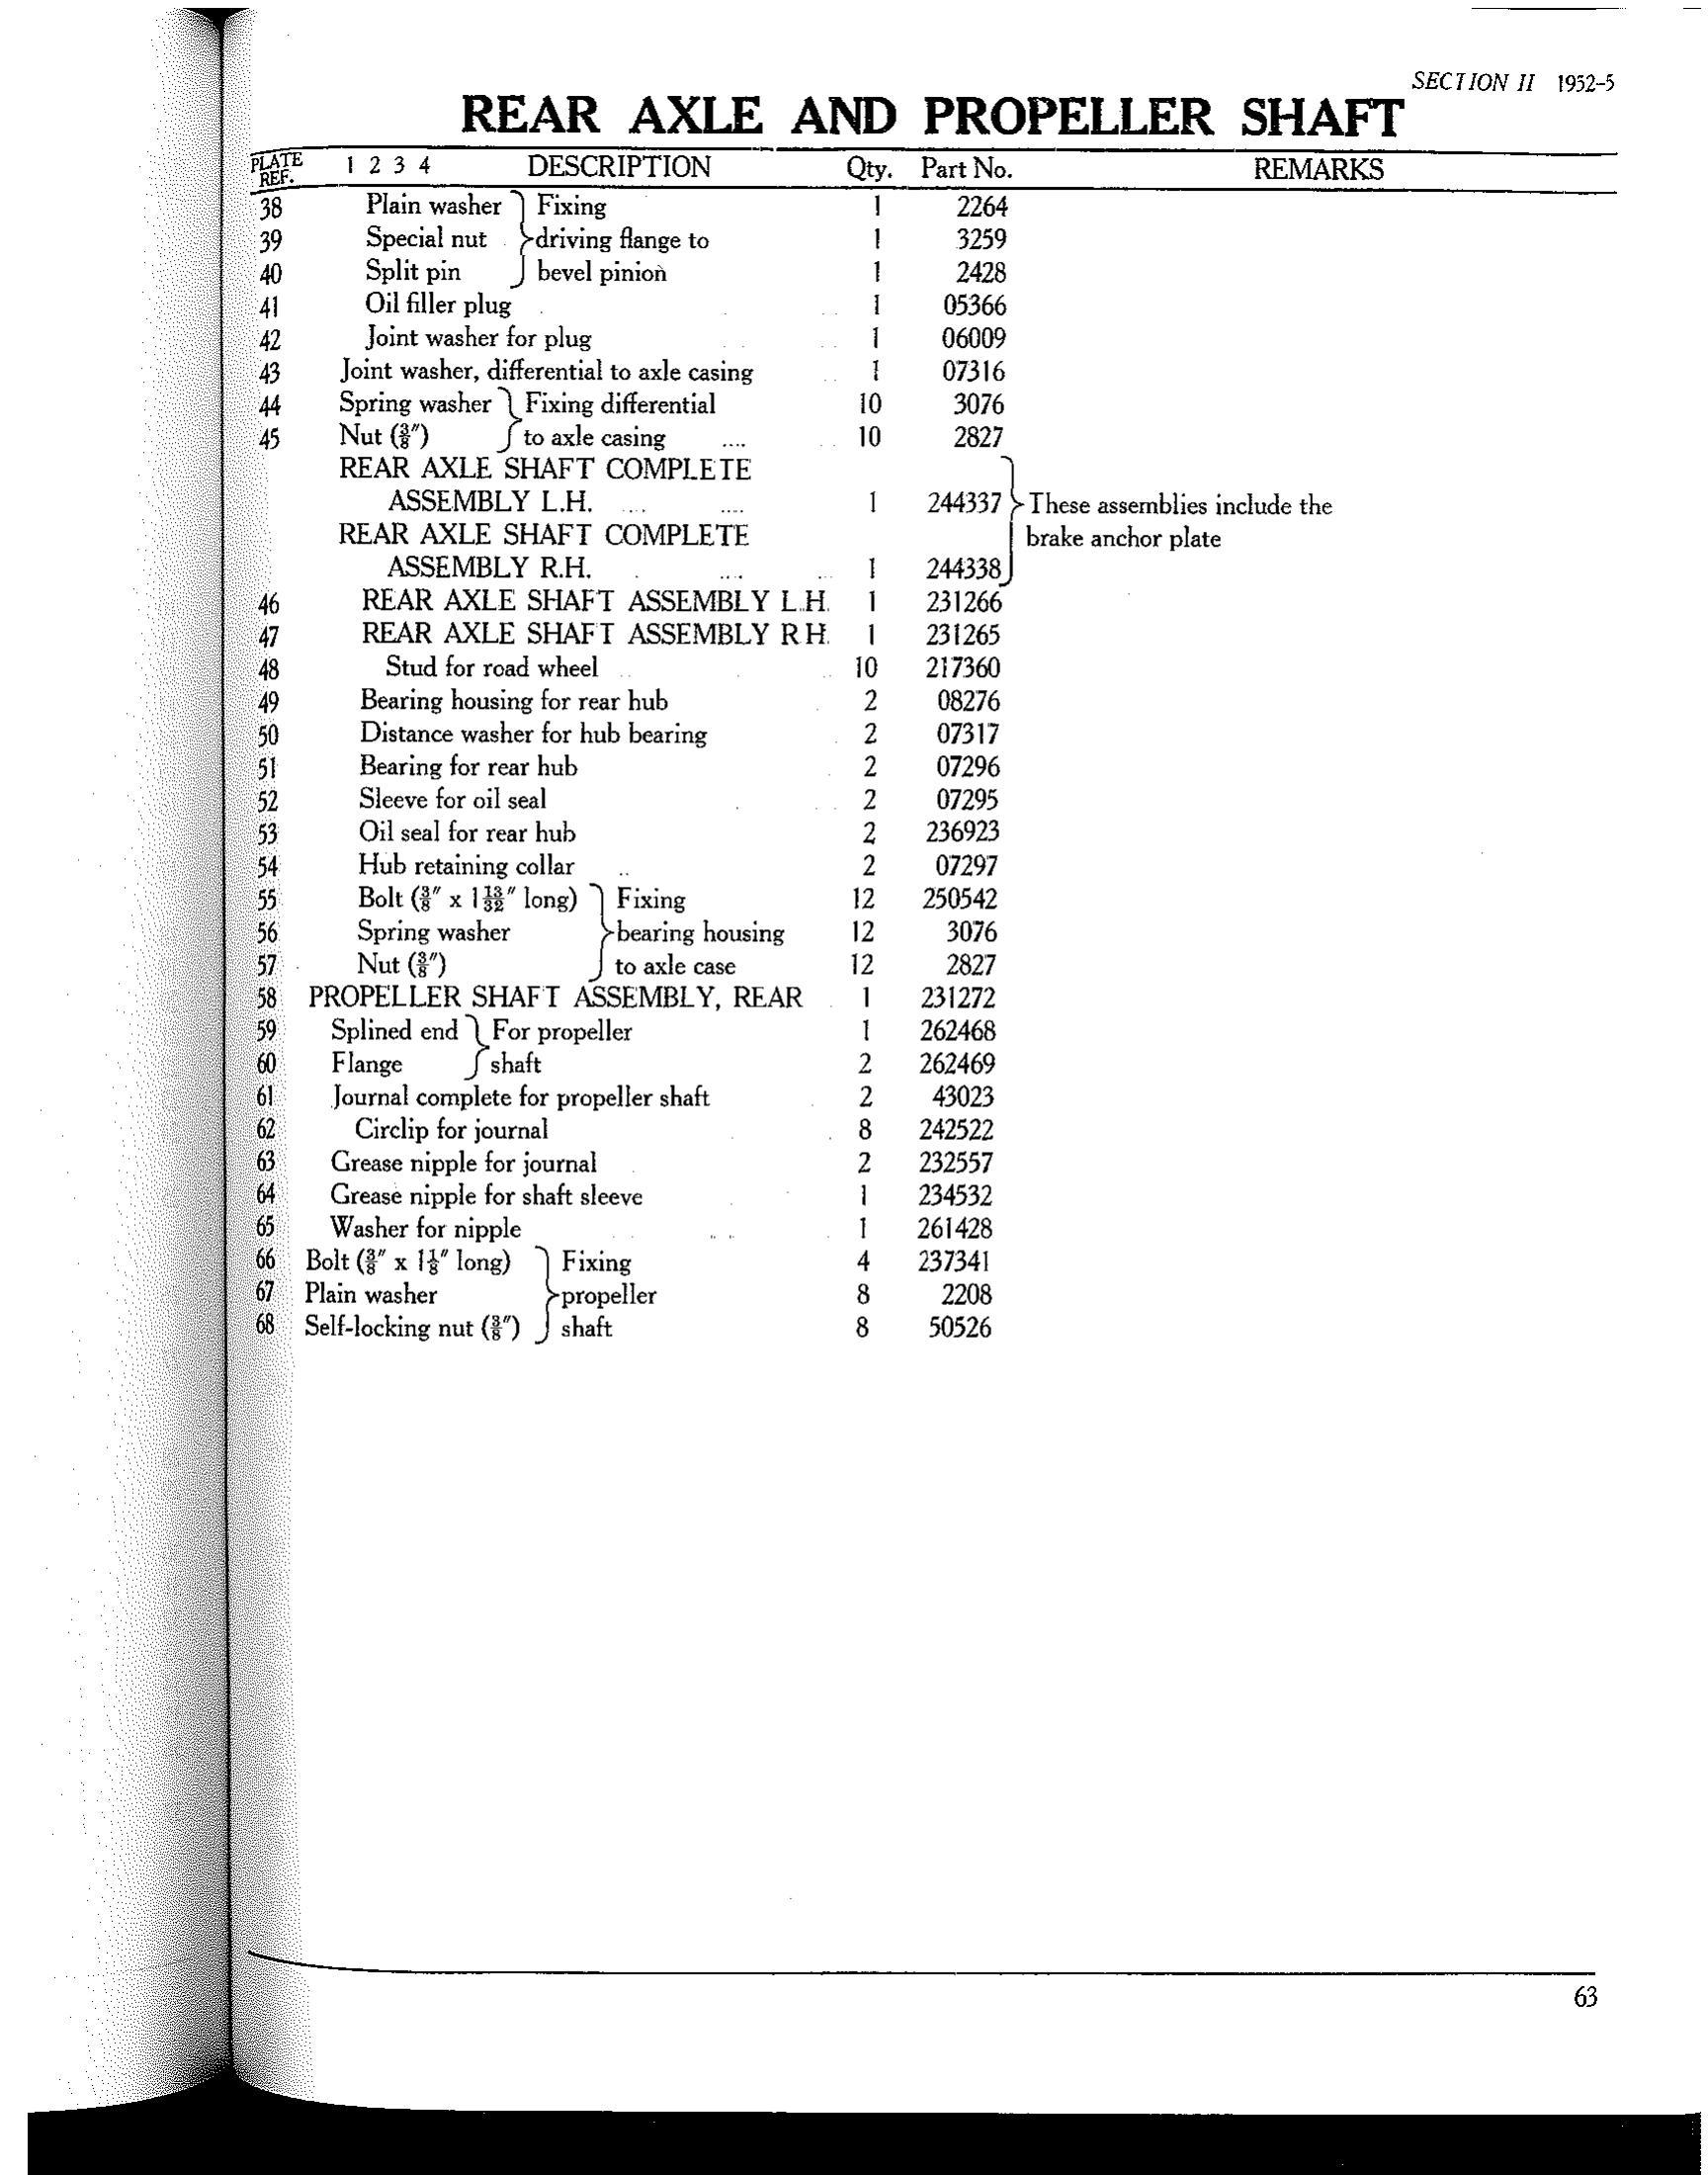 SECTION II 1952-5
REAR AXLE AND PROPELLER SHAFT
PLATE REF. 1 2 3 4 DESCRIPTION Qty. Part No. REMARKS
38 Plain washer } Fixing 1 2264
39 Special nut } driving flange to 1 3259
40 Split pin } bevel pinion 1 2428
41 Oil filler plug 1 05366
42 Joint washer for plug 1 06009
43 Joint washer, differential to axle casing 1 07316
44 Spring washer } Fixing differential 10 3076
45 Nut (⅜″) } to axle casing .... 10 2827
REAR AXLE SHAFT COMPLETE
ASSEMBLY L.H. .... .... 1 244337 } These assemblies include the
REAR AXLE SHAFT COMPLETE brake anchor plate
ASSEMBLY R.H. .... 1 244338
46 REAR AXLE SHAFT ASSEMBLY L.H. 1 231266
47 REAR AXLE SHAFT ASSEMBLY R H. 1 231265
48 Stud for road wheel 10 217360
49 Bearing housing for rear hub 2 08276
50 Distance washer for hub bearing 2 07317
51 Bearing for rear hub 2 07296
52 Sleeve for oil seal 2 07295
53 Oil seal for rear hub 2 236923
54 Hub retaining collar 2 07297
55 Bolt (⅜″ x 1 13/32″ long) } Fixing 12 250542
56 Spring washer } bearing housing 12 3076
57 Nut (⅜″) } to axle case 12 2827
58 PROPELLER SHAFT ASSEMBLY, REAR 1 231272
59 Splined end } For propeller 1 262468
60 Flange } shaft 2 262469
61 Journal complete for propeller shaft 2 43023
62 Circlip for journal 8 242522
63 Grease nipple for journal 2 232557
64 Grease nipple for shaft sleeve 1 234532
65 Washer for nipple 1 261428
66 Bolt (⅜″ x 1⅛″ long) } Fixing 4 237341
67 Plain washer } propeller 8 2208
68 Self-locking nut (⅜″) } shaft 8 50526
63